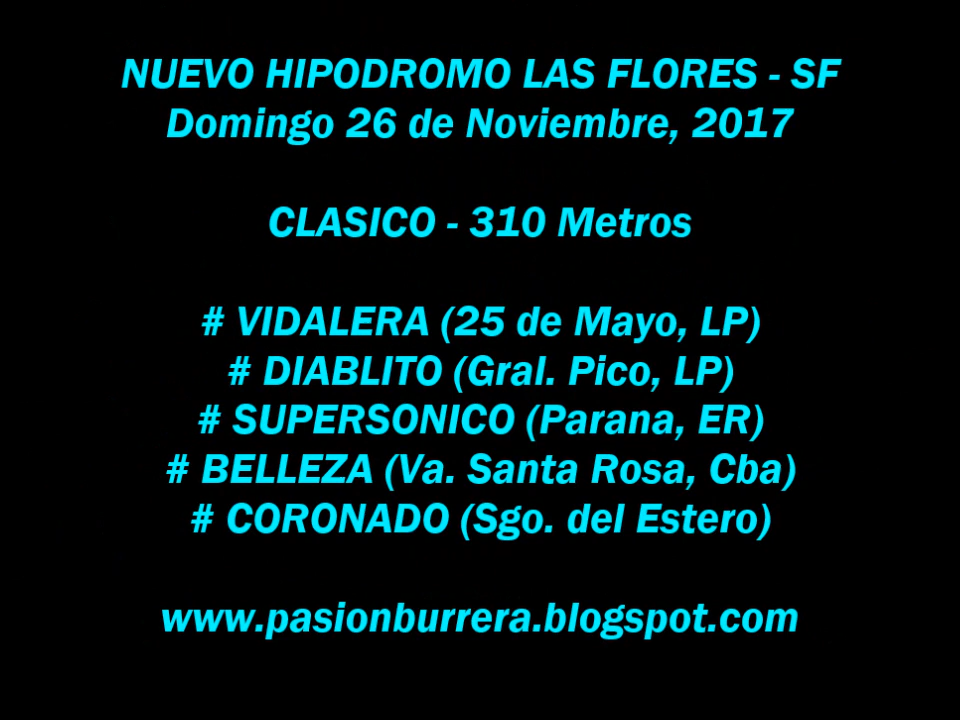 NUEVO HIPODROMO LAS FLORES - SF
Domingo 26 de Noviembre, 2017
CLASICO - 310 Metros
# VIDALERA (25 de Mayo, LP)
# DIABLITO (Gral. Pico, LP)
# SUPERSONICO (Parana, ER)
# BELLEZA (Va. Santa Rosa, Cba)
# CORONADO (Sgo. del Estero)
www.pasionburrera.blogspot.com